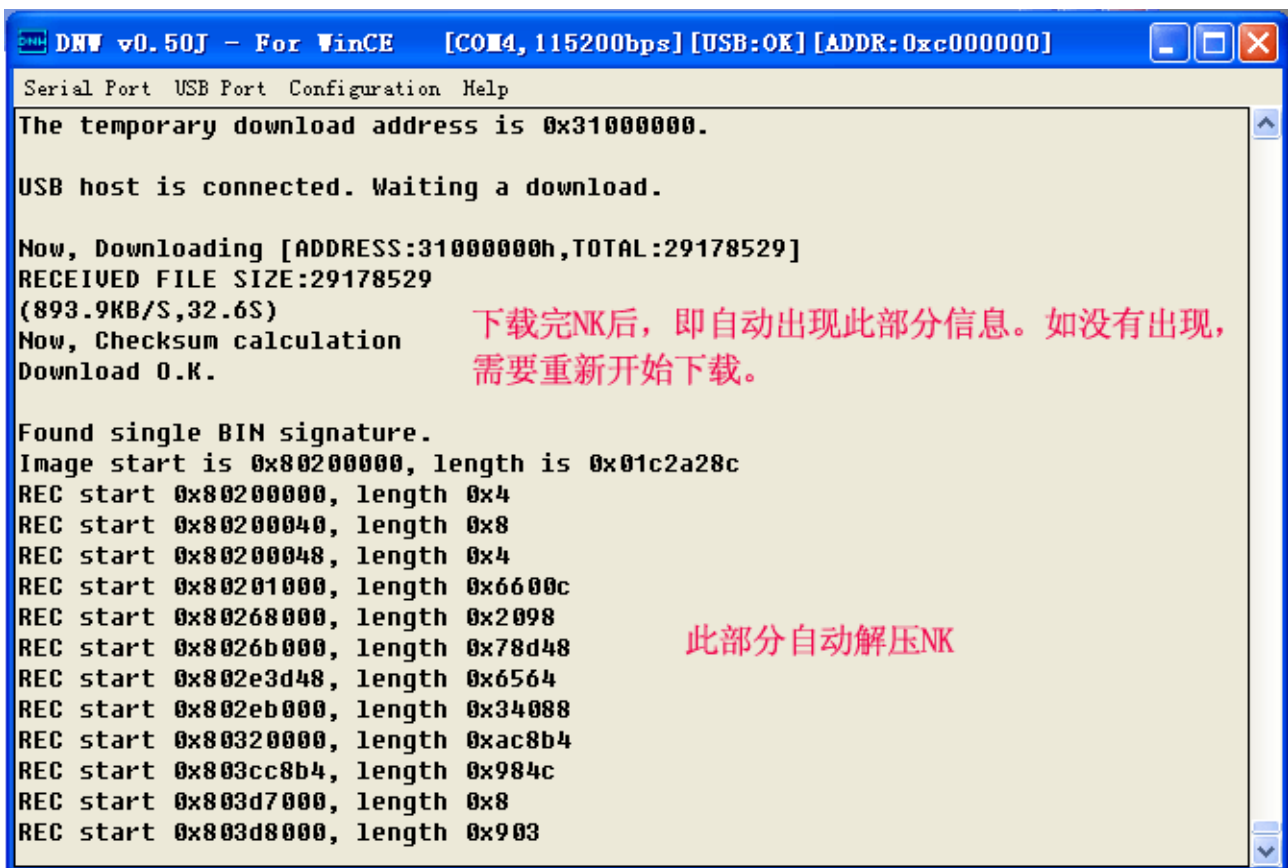 DNW v0.50J - For WinCE [COM4,115200bps][USB:OK][ADDR:0xc000000]
Serial Port USB Port Configuration Help
The temporary download address is 0x31000000.
USB host is connected. Waiting a download.
Now, Downloading [ADDRESS:31000000h,TOTAL:29178529]
RECEIVED FILE SIZE:29178529
(893.9KB/S,32.6S)
Now, Checksum calculation
Download O.K.
下载完NK后，即自动出现此部分信息。如没有出现，
需要重新开始下载。
Found single BIN signature.
Image start is 0x80200000, length is 0x01c2a28c
REC start 0x80200000, length 0x4
REC start 0x80200040, length 0x8
REC start 0x80200048, length 0x4
REC start 0x80201000, length 0x6600c
REC start 0x80268000, length 0x2098
REC start 0x8026b000, length 0x78d48
REC start 0x802e3d48, length 0x6564
REC start 0x802eb000, length 0x34088
REC start 0x80320000, length 0xac8b4
REC start 0x803cc8b4, length 0x984c
REC start 0x803d7000, length 0x8
REC start 0x803d8000, length 0x903
此部分自动解压NK